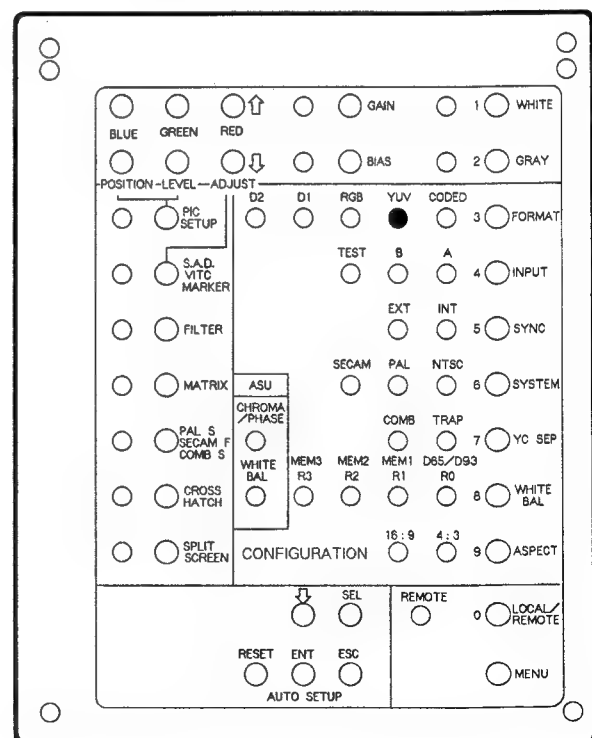 GAIN 1 WHITE
BLUE GREEN RED
BIAS 2 GRAY
POSITION LEVEL ADJUST
D2 D1 RGB YUV CODED
PIC
SETUP
3 FORMAT
TEST B A
S.A.D.
VITC
MARKER
4 INPUT
EXT INT
FILTER
5 SYNC
SECAM PAL NTSC
MATRIX
ASU
6 SYSTEM
CHROMA
/PHASE
COMB TRAP
PAL S
SECAM F
COMB S
7 YC SEP
WHITE
BAL
MEM3 MEM2 MEM1 D65/D93
R3 R2 R1 R0
CROSS
HATCH
8 WHITE
BAL
16:9 4:3
SPLIT
SCREEN
CONFIGURATION
9 ASPECT
SEL REMOTE
0 LOCAL/
REMOTE
RESET ENT ESC
MENU
AUTO SETUP